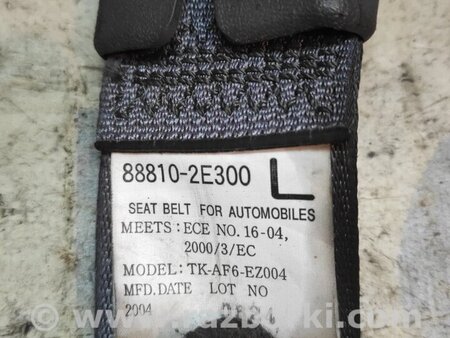 88810-2E300 L
SEAT BELT FOR AUTOMOBILES
MEETS : ECE NO. 16-04,
2000/3/EC
MODEL: TK-AF6-EZ004
MFD. DATE LOT NO
2004